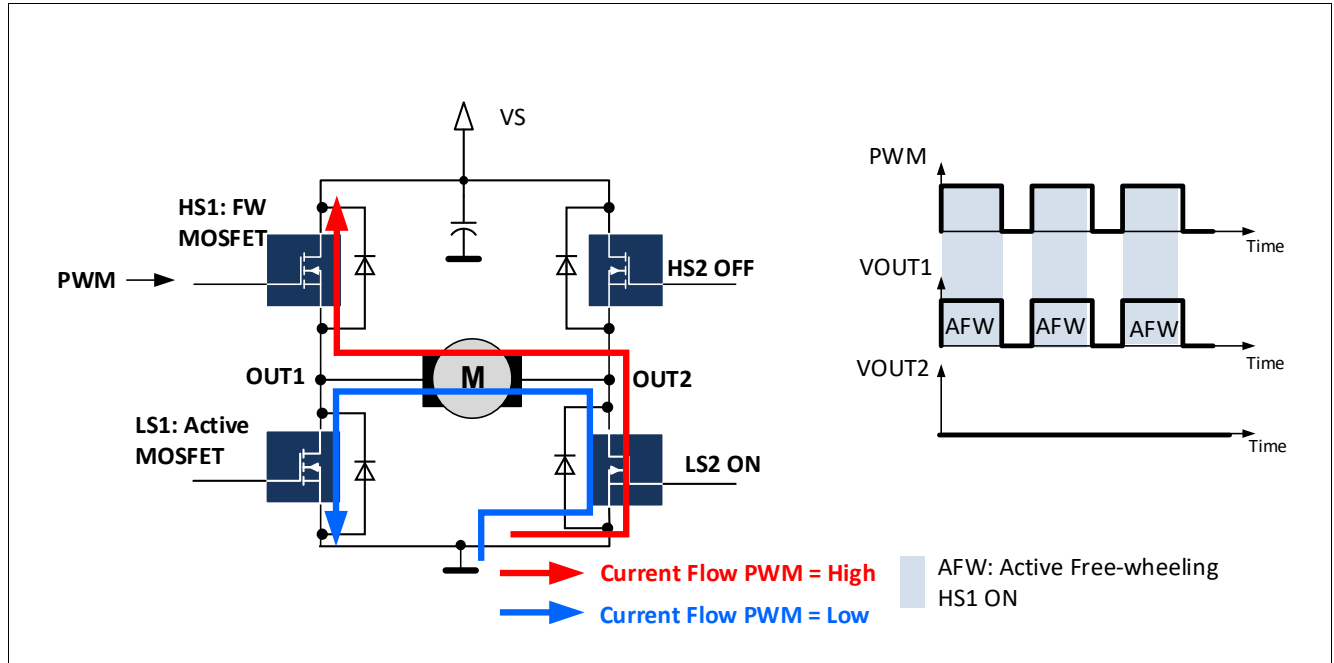 VS
HS1: FW
MOSFET
PWM
HS2 OFF
OUT1
M
OUT2
LS1: Active
MOSFET
LS2 ON
PWM
Time
VOUT1
AFW
AFW
AFW
Time
VOUT2
Time
Current Flow PWM = High
Current Flow PWM = Low
AFW: Active Free-wheeling
HS1 ON